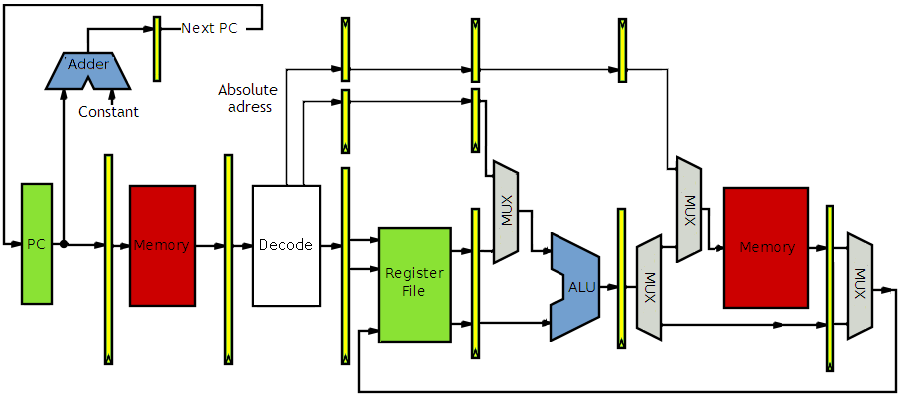 Next PC
Adder
Constant
Absolute
adress
PC
Memory
Decode
Register
File
MUX
ALU
MUX
MUX
Memory
MUX